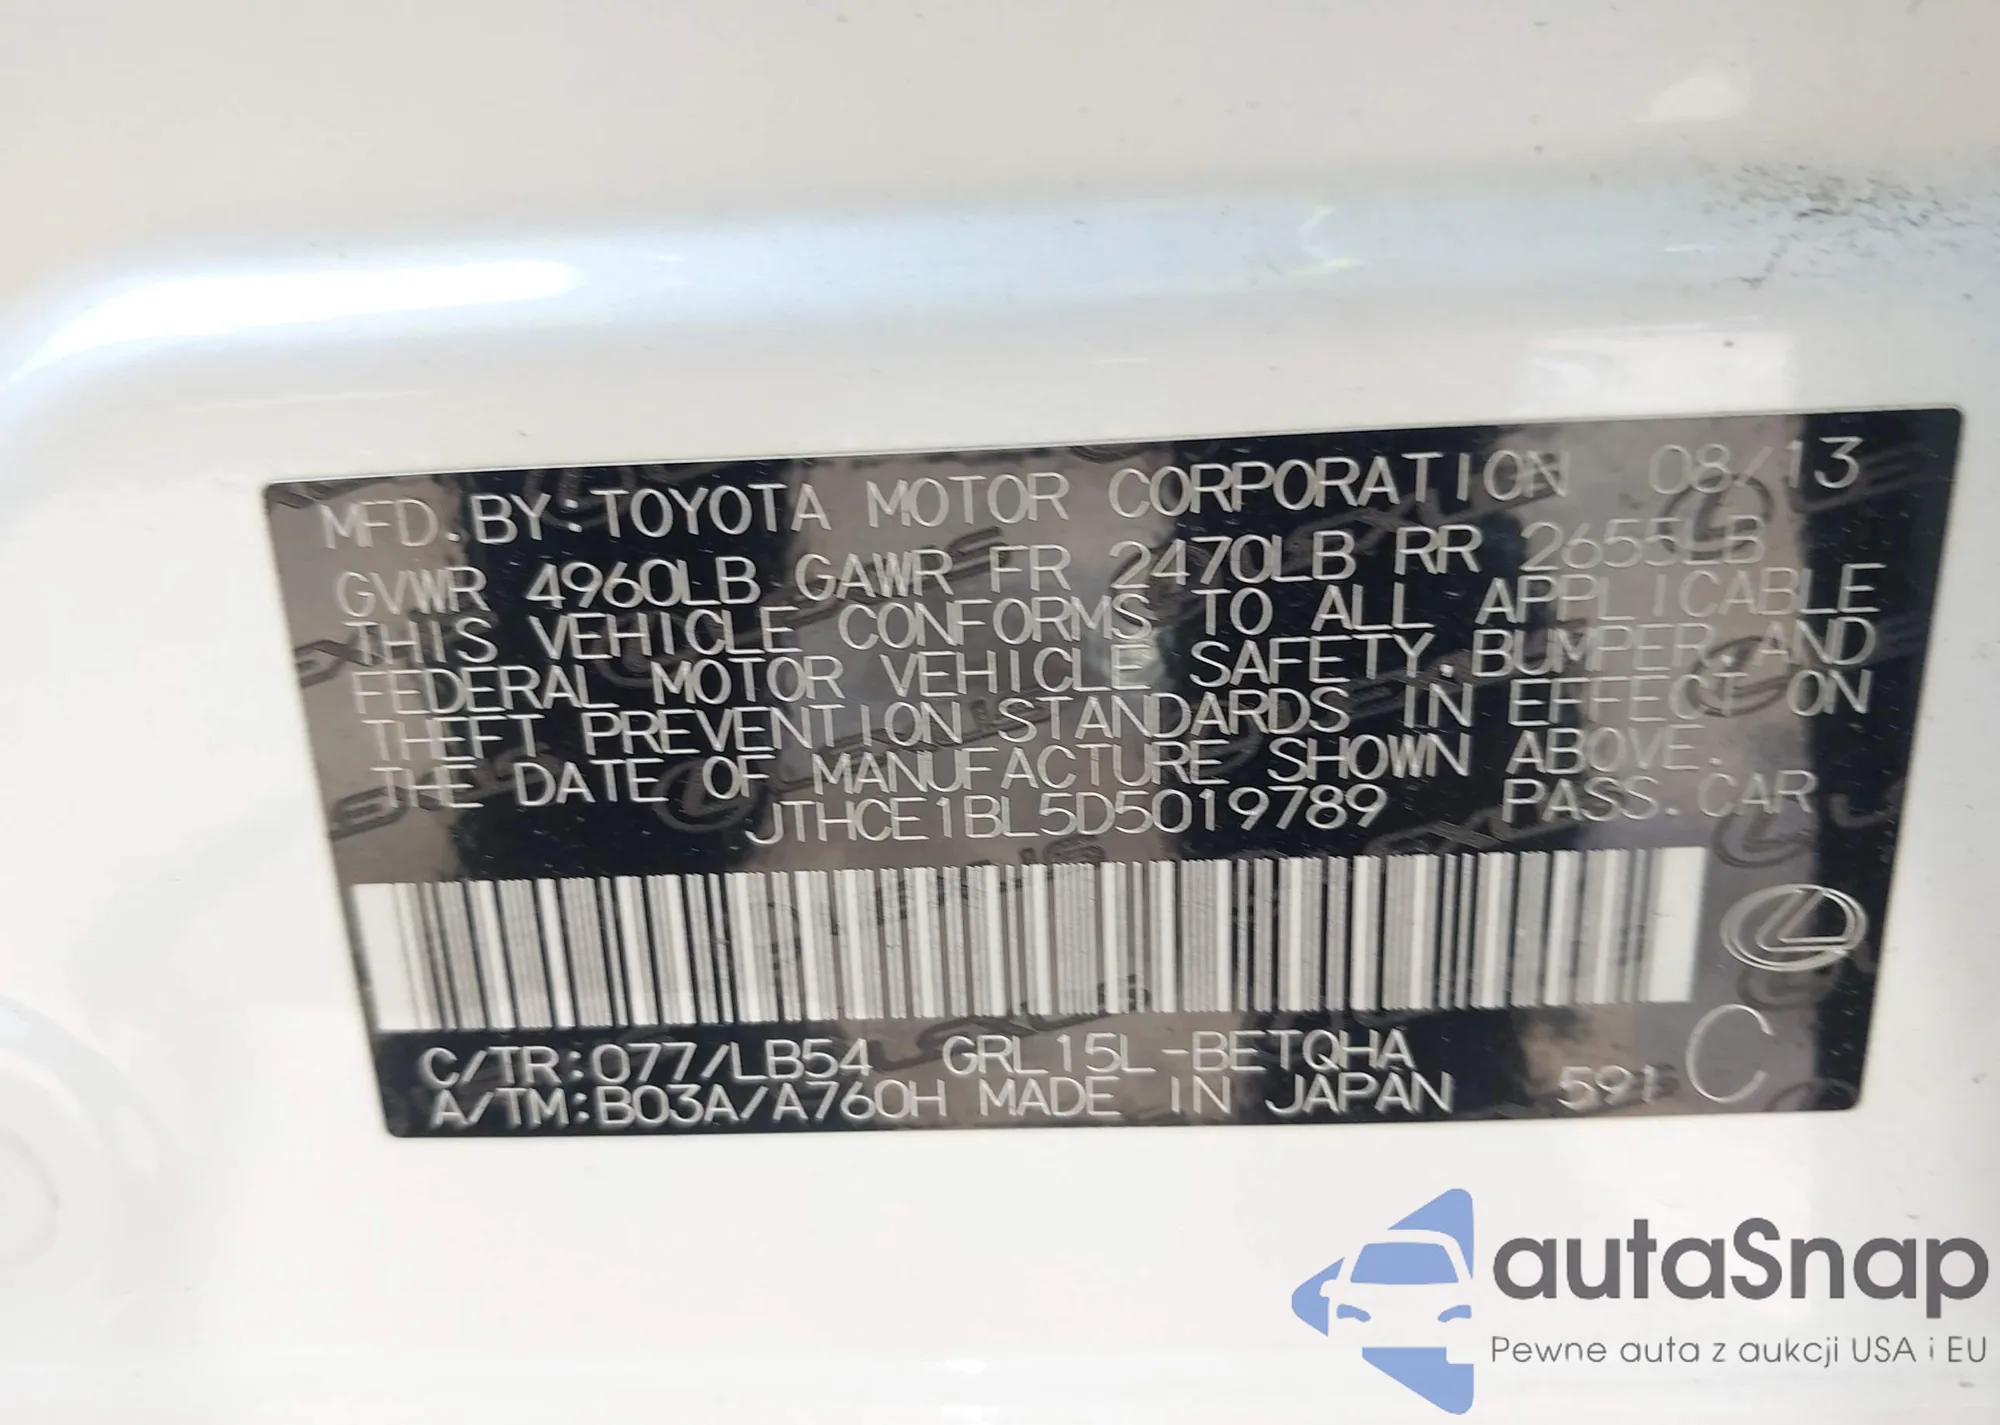 MFD. BY: TOYOTA MOTOR CORPORATION 08/13
GVWR 4960LB GAWR FR 2470LB RR 2655LB
THIS VEHICLE CONFORMS TO ALL APPLICABLE
FEDERAL MOTOR VEHICLE SAFETY, BUMPER, AND
THEFT PREVENTION STANDARDS IN EFFECT ON
THE DATE OF MANUFACTURE SHOWN ABOVE.
JTHCE1BL5D5019789 PASS. CAR
C/TR: 077/LB54 GRL15L-BETQHA
A/TM: B03A/A760H MADE IN JAPAN 591 C
autaSnap
Pewne auta z aukcji USA i EU